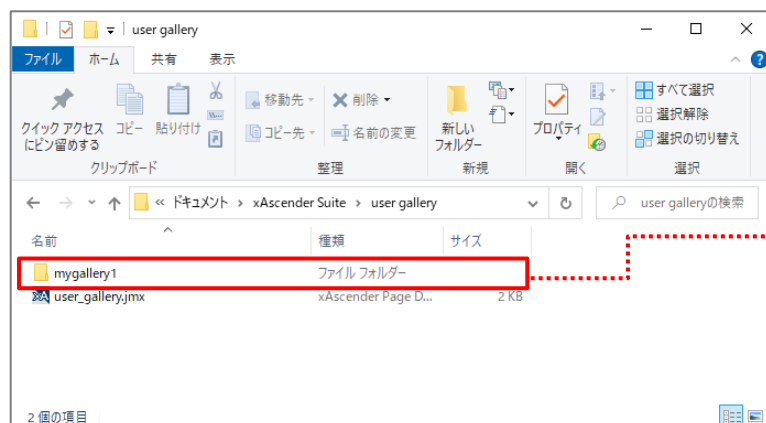 user gallery
ファイル ホーム 共有 表示
クイック アクセスにピン留めする コピー 貼り付け
移動先 削除
コピー先 名前の変更
新しいフォルダー
プロパティ
すべて選択
選択解除
選択の切り替え
クリップボード 整理 新規 開く 選択
« ドキュメント › xAscender Suite › user gallery
user galleryの検索
名前 種類 サイズ
mygallery1 ファイル フォルダー
user_gallery.jmx xAscender Page D... 2 KB
2 個の項目